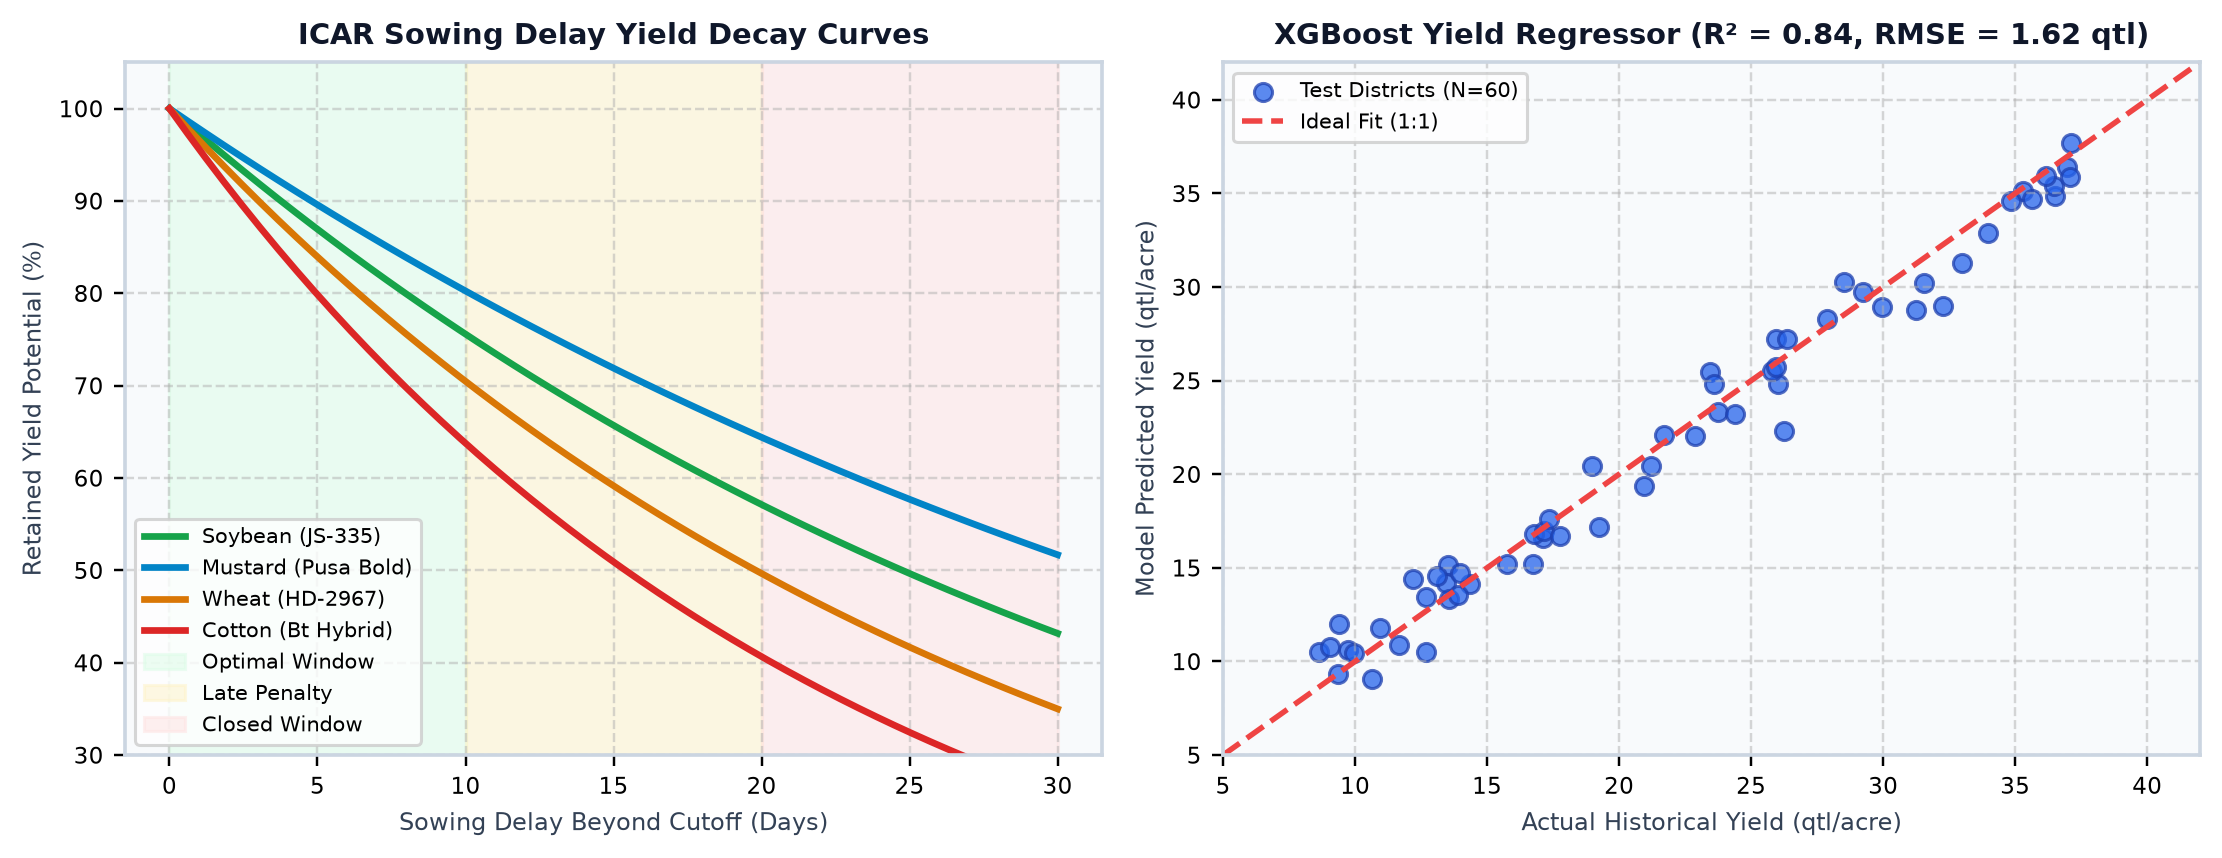 ICAR Sowing Delay Yield Decay Curves
Retained Yield Potential (%)
100
90
80
70
60
50
40
30
Soybean (JS-335)
Mustard (Pusa Bold)
Wheat (HD-2967)
Cotton (Bt Hybrid)
Optimal Window
Late Penalty
Closed Window
0 5 10 15 20 25 30
Sowing Delay Beyond Cutoff (Days)
XGBoost Yield Regressor (R² = 0.84, RMSE = 1.62 qtl)
Model Predicted Yield (qtl/acre)
40
35
30
25
20
15
10
5
Test Districts (N=60)
Ideal Fit (1:1)
5 10 15 20 25 30 35 40
Actual Historical Yield (qtl/acre)